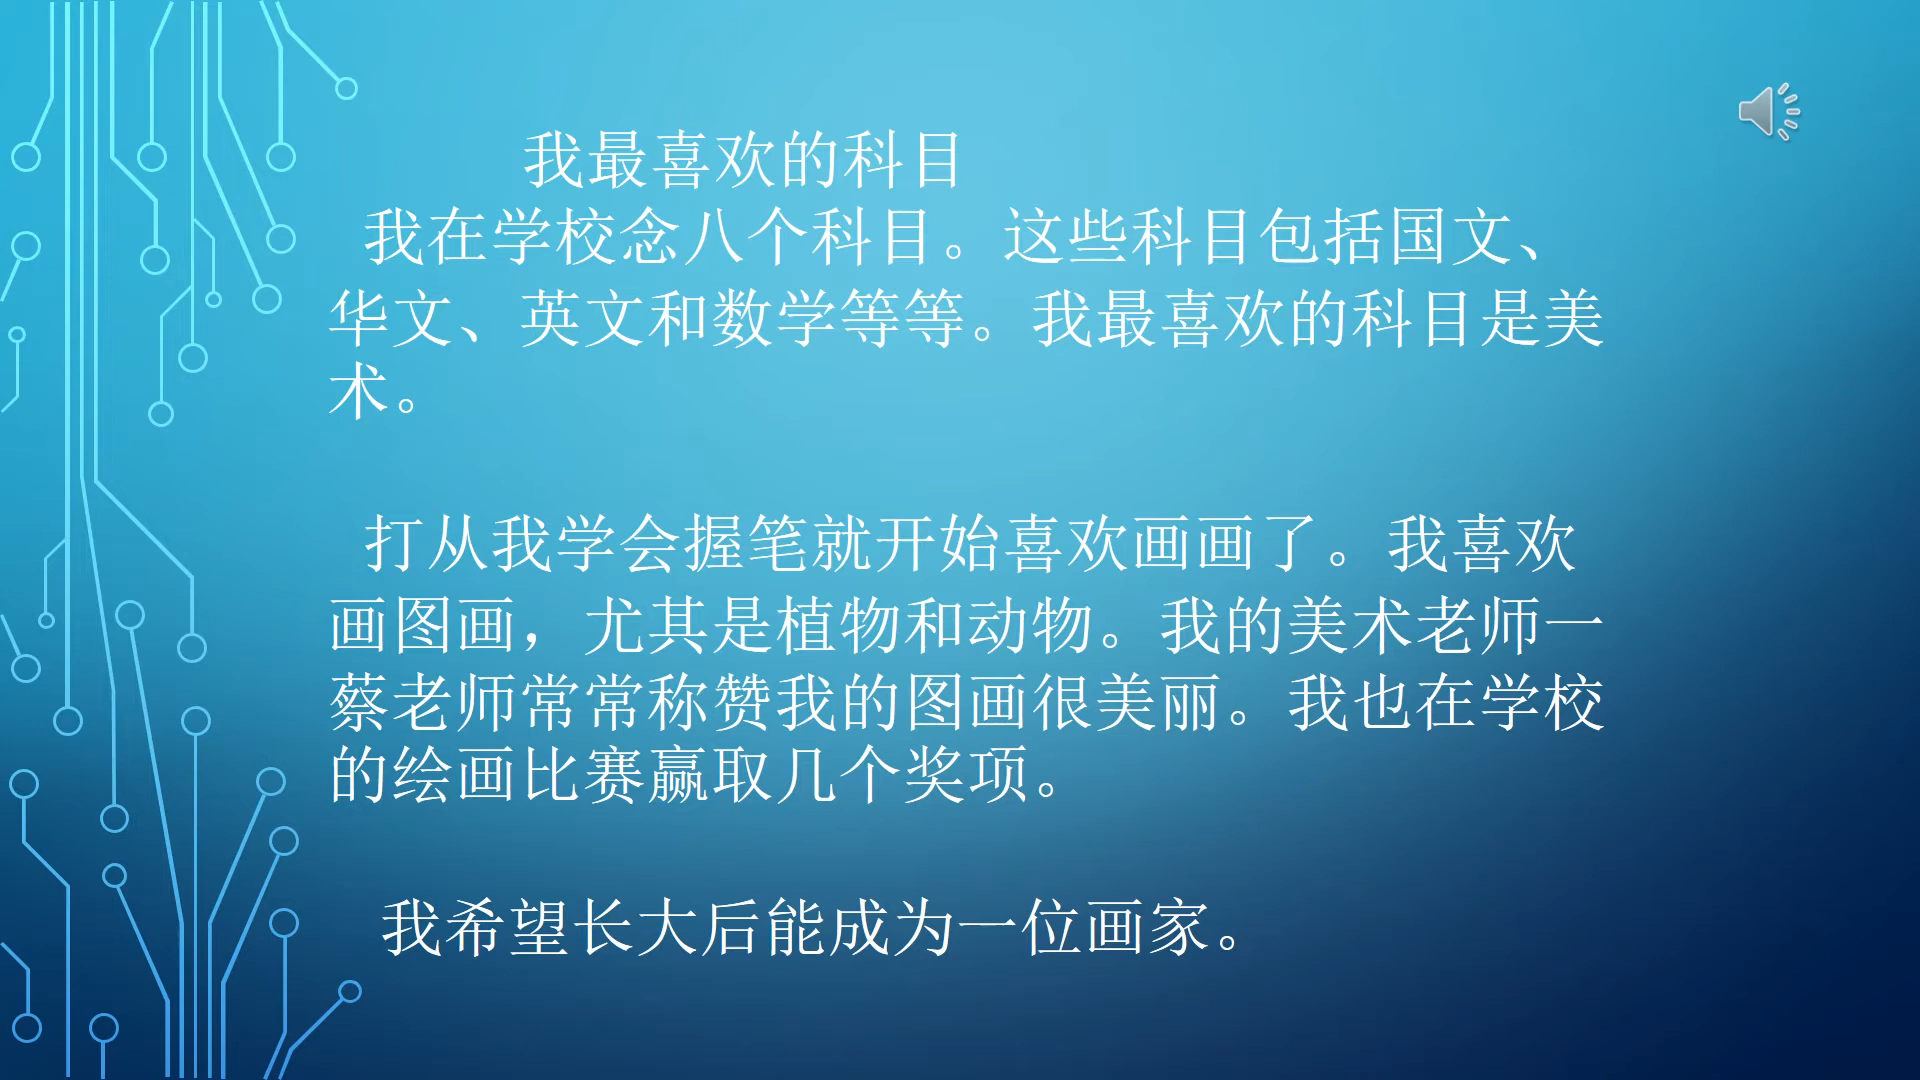 我最喜欢的科目
我在学校念八个科目。这些科目包括国文、
华文、英文和数学等等。我最喜欢的科目是美
术。
打从我学会握笔就开始喜欢画画了。我喜欢
画图画，尤其是植物和动物。我的美术老师一
蔡老师常常称赞我的图画很美丽。我也在学校
的绘画比赛赢取几个奖项。
我希望长大后能成为一位画家。